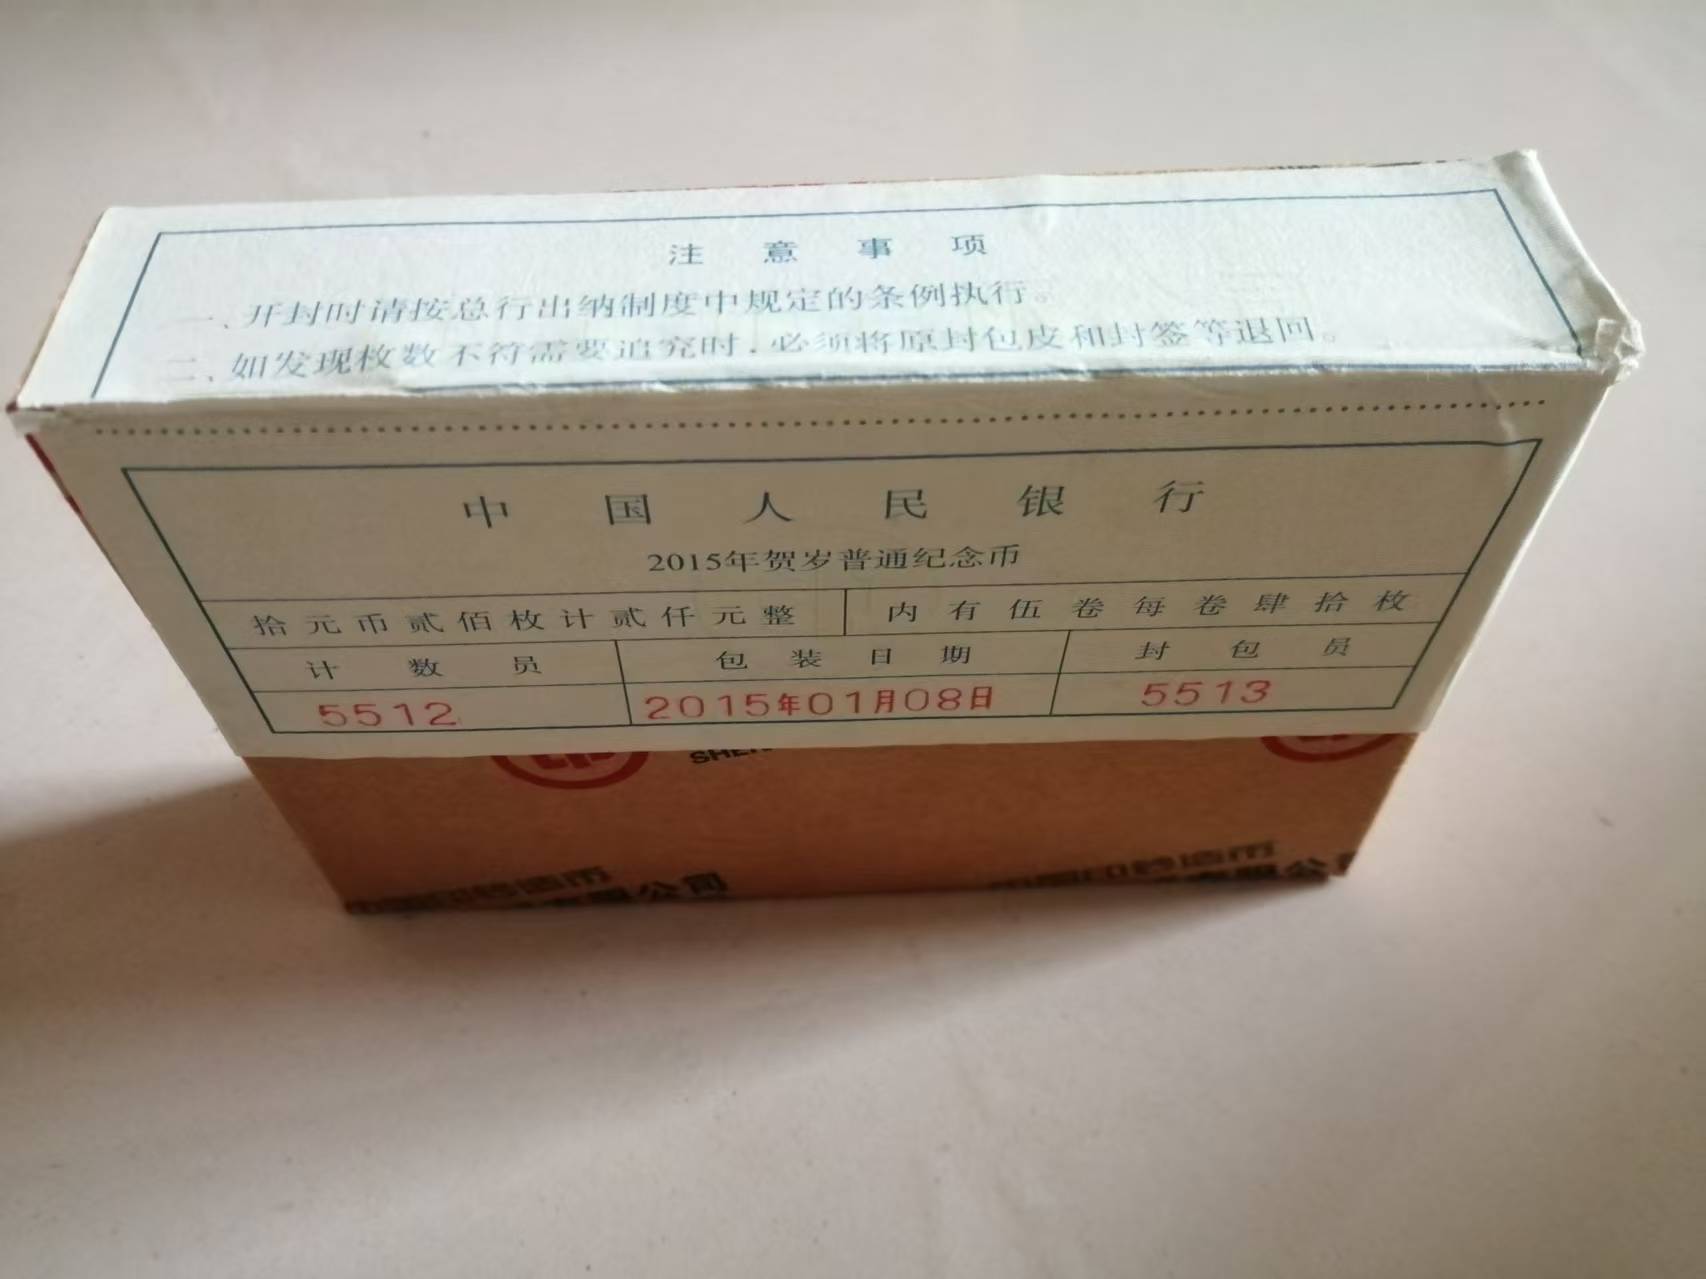 注意事项
一、开封时请按总行出纳制度中规定的条例执行。
二、如发现枚数不符需要追究时,必须将原封包皮和封签等退回。
中国人民银行
2015年贺岁普通纪念币
拾元币贰佰枚计贰仟元整 内有伍卷每卷肆拾枚
计数员 包装日期 封包员
5512 2015年01月08日 5513